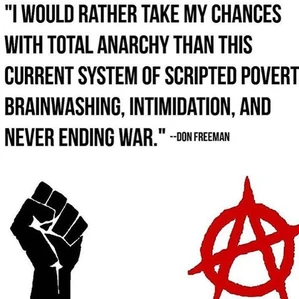 "I WOULD RATHER TAKE MY CHANCES
WITH TOTAL ANARCHY THAN THIS
CURRENT SYSTEM OF SCRIPTED POVERT
BRAINWASHING, INTIMIDATION, AND
NEVER ENDING WAR." --DON FREEMAN